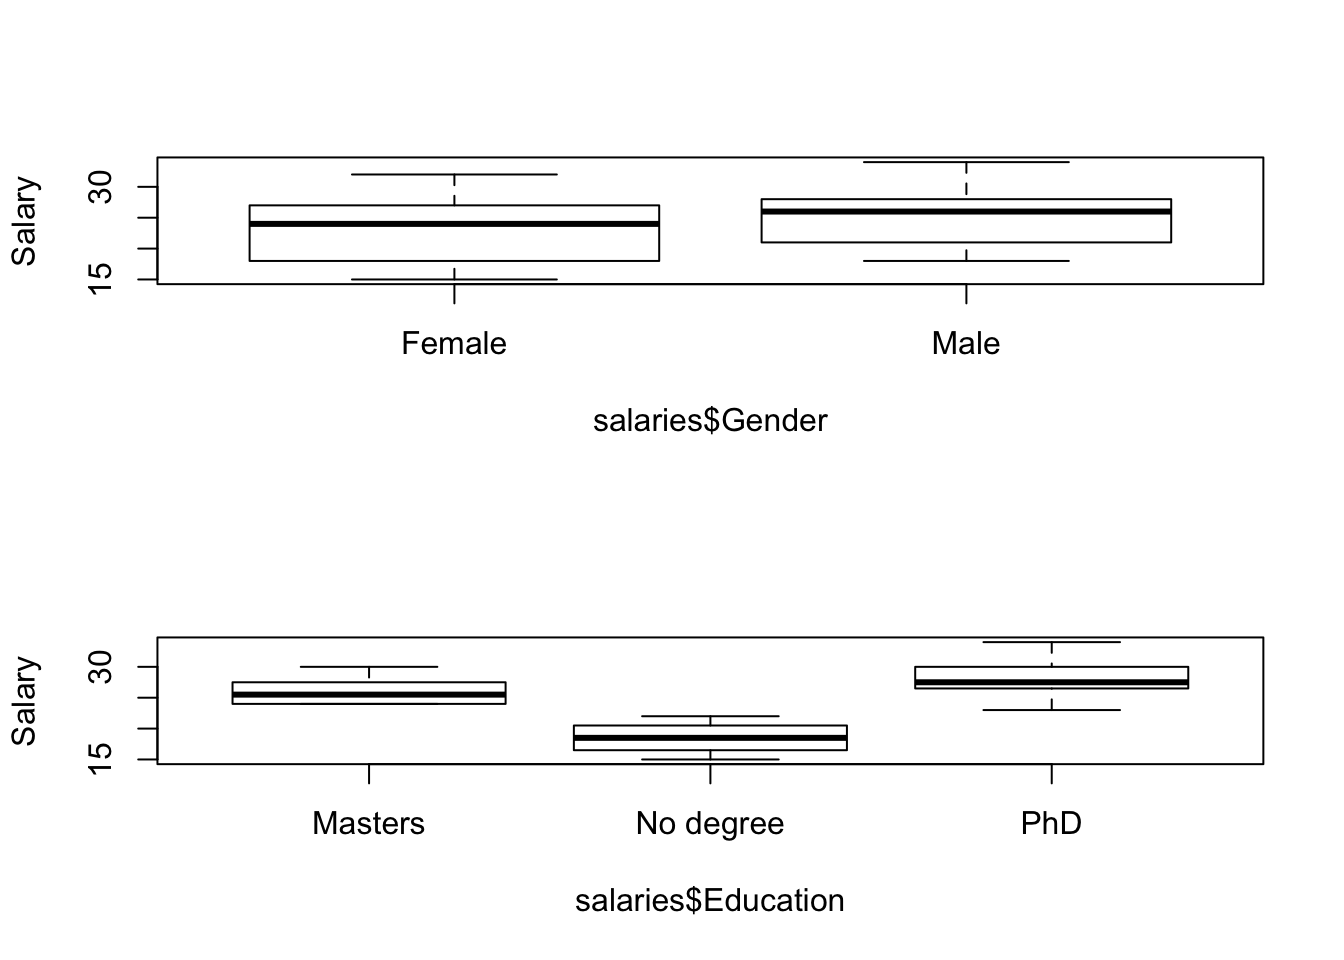 Salary
30
15
Female Male
salaries$Gender
Salary
30
15
Masters No degree PhD
salaries$Education